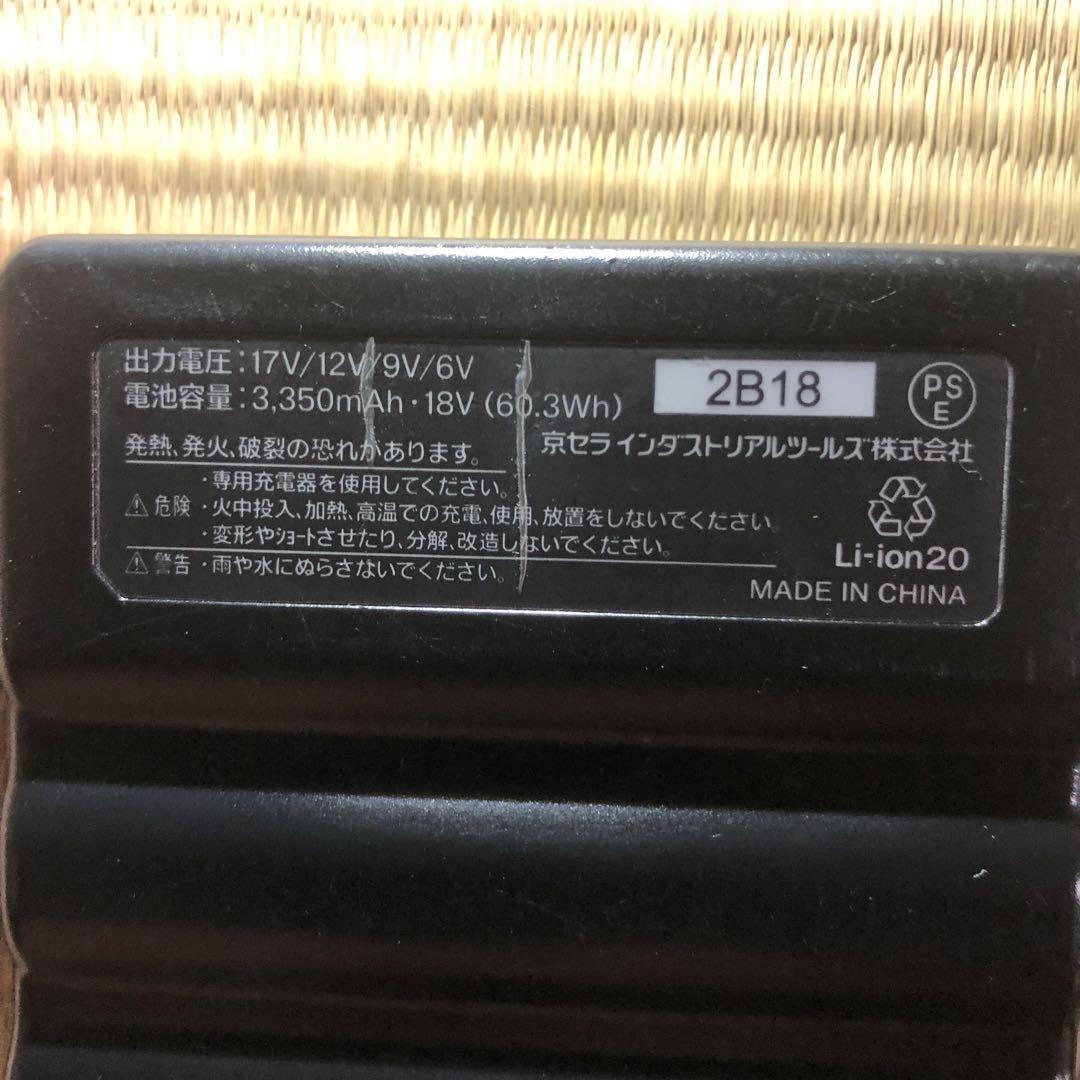 出力電圧:17V/12V/9V/6V
電池容量:3,350mAh・18V (60.3Wh)
2B18
PS
E
京セラ インダストリアルツールズ株式会社
発熱、発火、破裂の恐れがあります。
・専用充電器を使用してください。
⚠危険 ・火中投入、加熱、高温での充電、使用、放置をしないでください。
・変形やショートさせたり、分解、改造しないでください。
⚠警告 ・雨や水にぬらさないでください。
Li-ion20
MADE IN CHINA